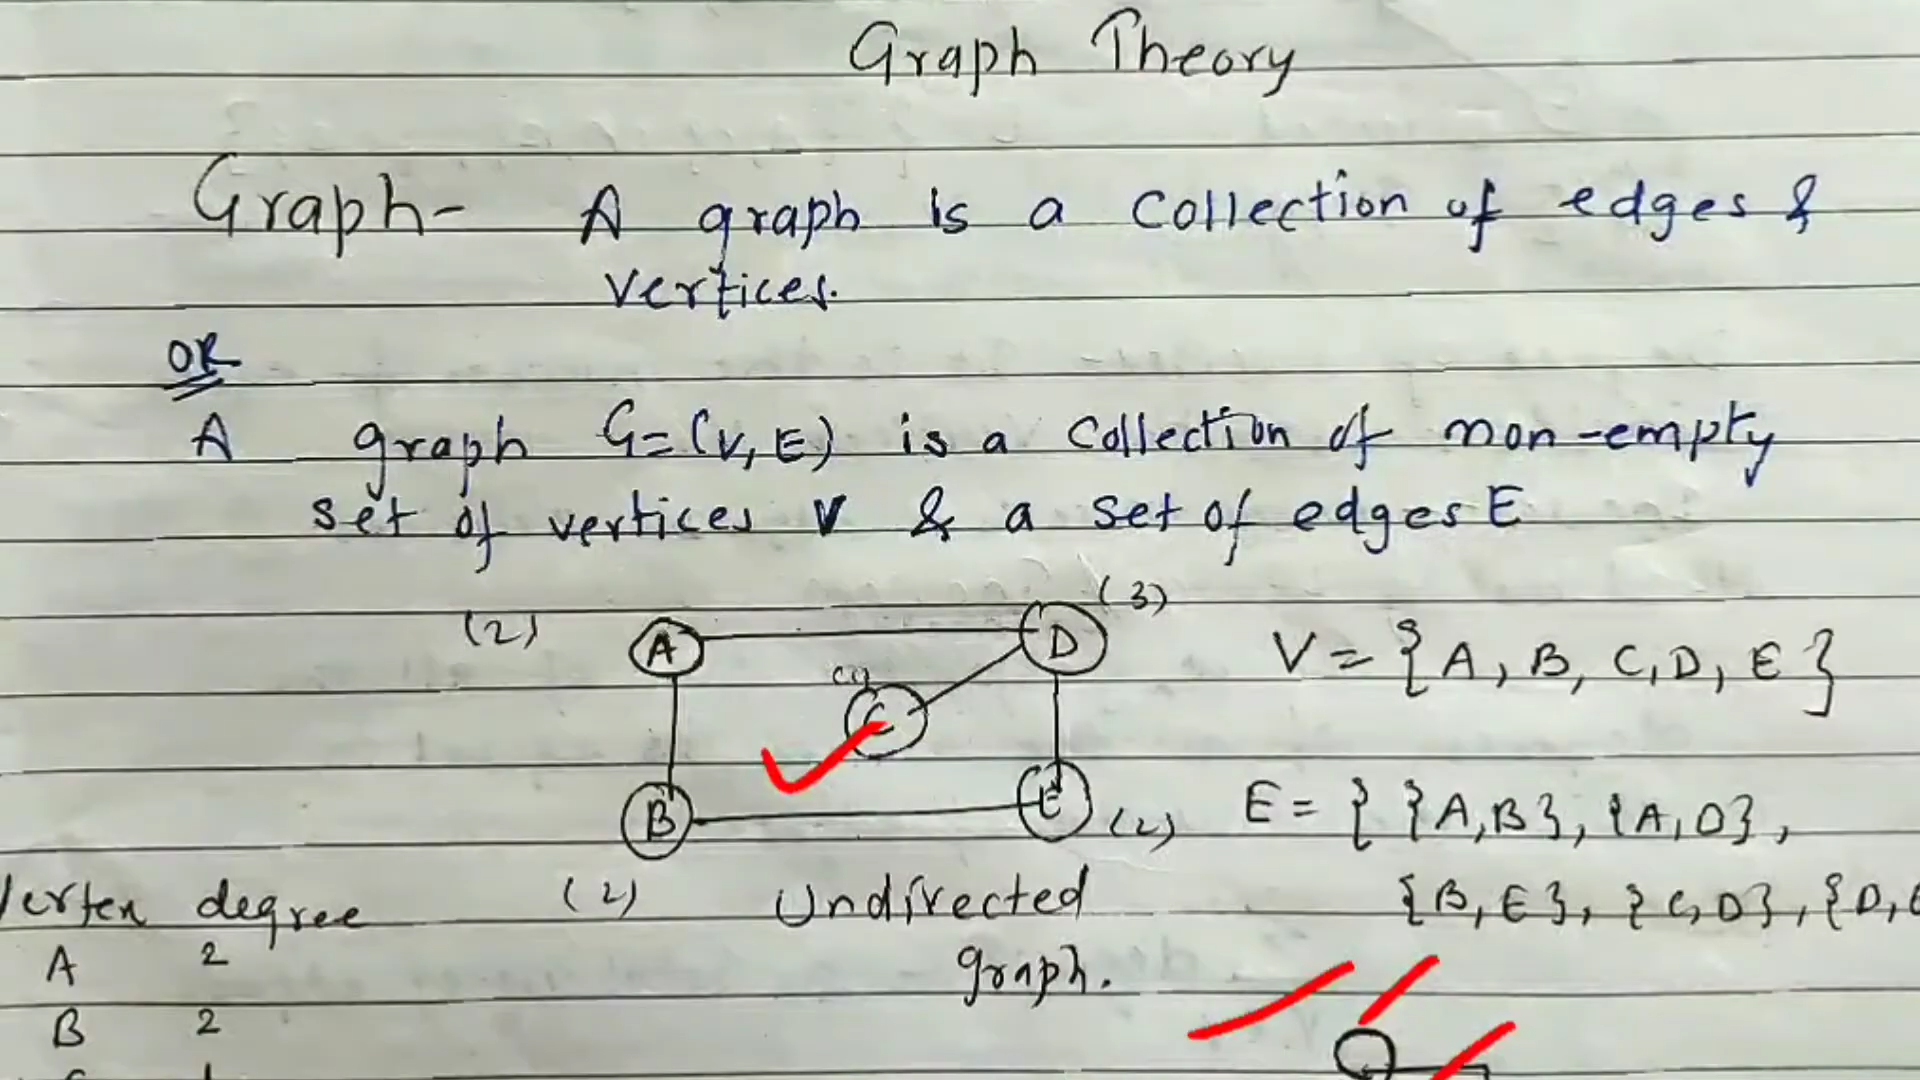 Graph Theory
Graph- A graph is a collection of edges &
vertices.
OR
A graph G=(V,E) is a collection of non-empty
set of vertices V & a set of edges E
(2) A D (3)
(1)
C
V = {A, B, C, D, E}
B E (2)
E = { {A,B}, {A,D},
{B,E}, {C,D}, {D,
Vertex degree (2) Undirected
graph.
A 2
B 2